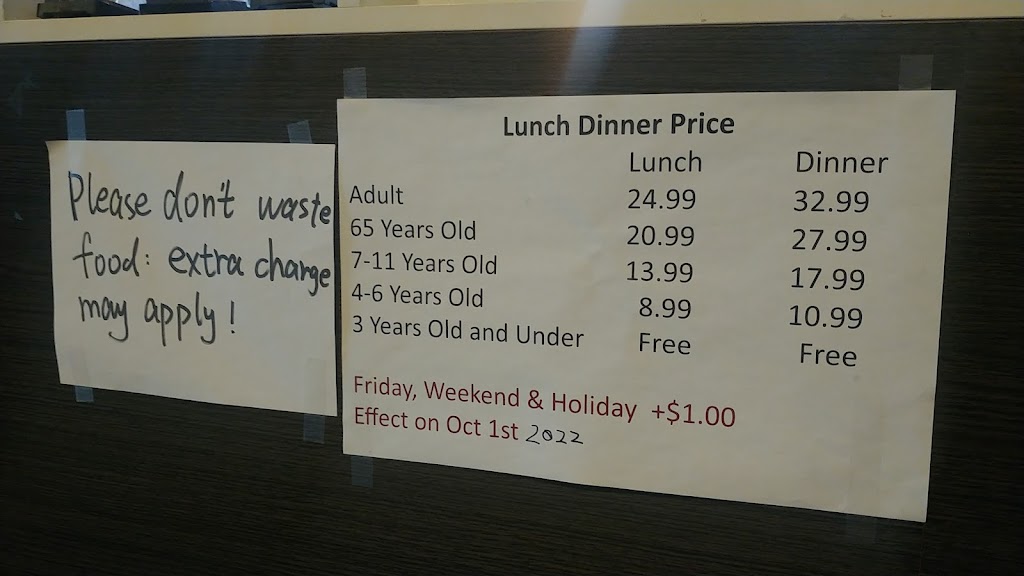 Please don't waste
food: extra charge
may apply!
Lunch Dinner Price
Lunch Dinner
Adult 24.99 32.99
65 Years Old 20.99 27.99
7-11 Years Old 13.99 17.99
4-6 Years Old 8.99 10.99
3 Years Old and Under Free Free
Friday, Weekend & Holiday +$1.00
Effect on Oct 1st 2022